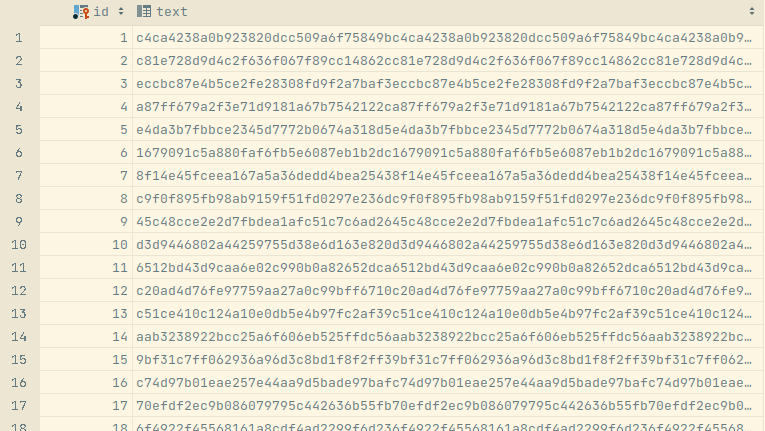 id text
1 1 c4ca4238a0b923820dcc509a6f75849bc4ca4238a0b923820dcc509a6f75849bc4ca4238a0b9…
2 2 c81e728d9d4c2f636f067f89cc14862cc81e728d9d4c2f636f067f89cc14862cc81e728d9d4c…
3 3 eccbc87e4b5ce2fe28308fd9f2a7baf3eccbc87e4b5ce2fe28308fd9f2a7baf3eccbc87e4b5c…
4 4 a87ff679a2f3e71d9181a67b7542122ca87ff679a2f3e71d9181a67b7542122ca87ff679a2f3…
5 5 e4da3b7fbbce2345d7772b0674a318d5e4da3b7fbbce2345d7772b0674a318d5e4da3b7fbbce…
6 6 1679091c5a880faf6fb5e6087eb1b2dc1679091c5a880faf6fb5e6087eb1b2dc1679091c5a88…
7 7 8f14e45fceea167a5a36dedd4bea25438f14e45fceea167a5a36dedd4bea25438f14e45fceea…
8 8 c9f0f895fb98ab9159f51fd0297e236dc9f0f895fb98ab9159f51fd0297e236dc9f0f895fb98…
9 9 45c48cce2e2d7fbdea1afc51c7c6ad2645c48cce2e2d7fbdea1afc51c7c6ad2645c48cce2e2d…
10 10 d3d9446802a44259755d38e6d163e820d3d9446802a44259755d38e6d163e820d3d9446802a4…
11 11 6512bd43d9caa6e02c990b0a82652dca6512bd43d9caa6e02c990b0a82652dca6512bd43d9ca…
12 12 c20ad4d76fe97759aa27a0c99bff6710c20ad4d76fe97759aa27a0c99bff6710c20ad4d76fe9…
13 13 c51ce410c124a10e0db5e4b97fc2af39c51ce410c124a10e0db5e4b97fc2af39c51ce410c124…
14 14 aab3238922bcc25a6f606eb525ffdc56aab3238922bcc25a6f606eb525ffdc56aab3238922bc…
15 15 9bf31c7ff062936a96d3c8bd1f8f2ff39bf31c7ff062936a96d3c8bd1f8f2ff39bf31c7ff062…
16 16 c74d97b01eae257e44aa9d5bade97bafc74d97b01eae257e44aa9d5bade97bafc74d97b01eae…
17 17 70efdf2ec9b086079795c442636b55fb70efdf2ec9b086079795c442636b55fb70efdf2ec9b0…
18 18 6f4922f45568161a8cdf4ad2299f6d236f4922f45568161a8cdf4ad2299f6d236f4922f45568…